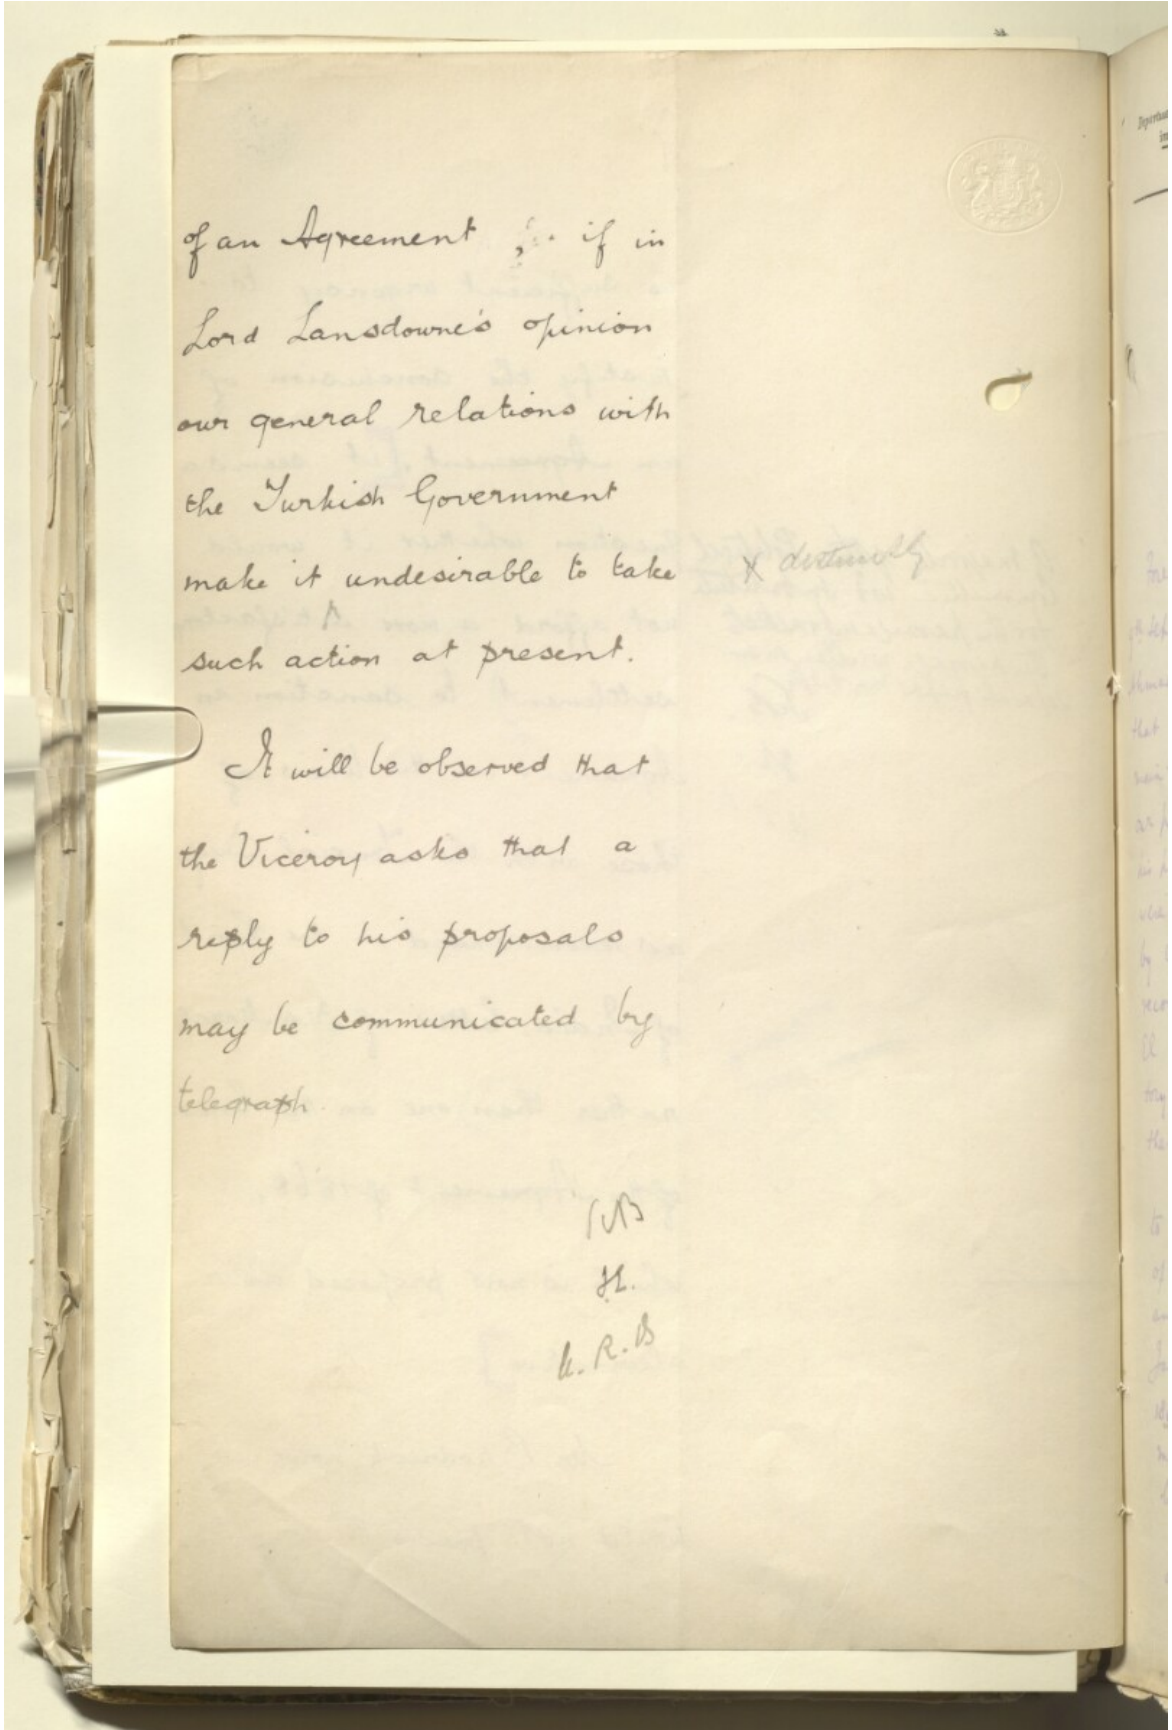 of an Agreement ; if in
Lord Lansdowne's opinion
our general relations with
the Turkish Government
make it undesirable to take
x distinctly
such action at present.
It will be observed that
the Viceroy asks that a
reply to his proposals
may be communicated by
telegraph.
H.